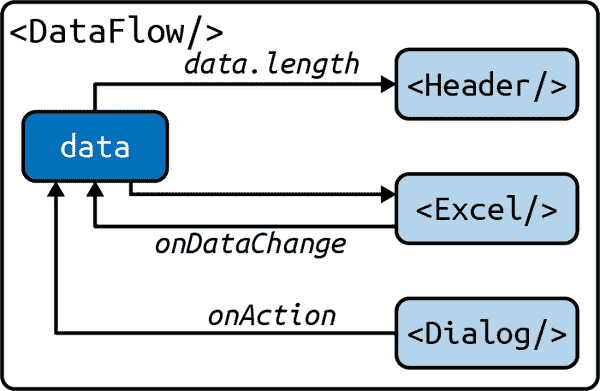 <DataFlow/>
data.length
<Header/>
data
<Excel/>
onDataChange
onAction
<Dialog/>